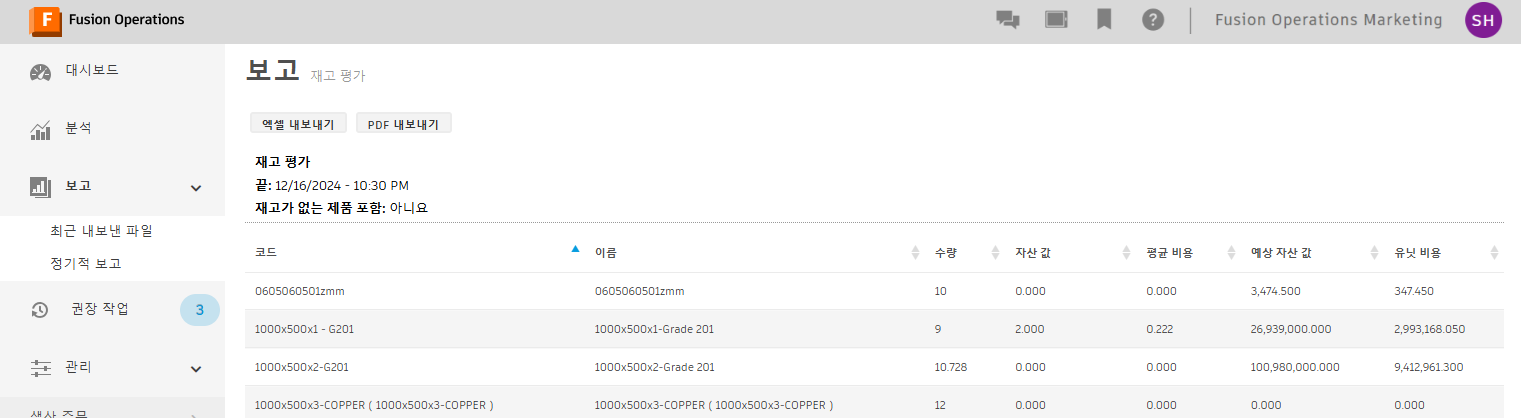 F Fusion Operations
Fusion Operations Marketing SH
대시보드
분석
보고
최근 내보낸 파일
정기적 보고
권장 작업 3
관리
생산 주문
보고 재고 평가
엑셀 내보내기 PDF 내보내기
재고 평가
끝: 12/16/2024 - 10:30 PM
재고가 없는 제품 포함: 아니요
코드 이름 수량 자산 값 평균 비용 예상 자산 값 유닛 비용
0605060501zmm 0605060501zmm 10 0.000 0.000 3,474.500 347.450
1000x500x1 - G201 1000x500x1-Grade 201 9 2.000 0.222 26,939,000.000 2,993,168.050
1000x500x2-G201 1000x500x2-Grade 201 10.728 0.000 0.000 100,980,000.000 9,412,961.300
1000x500x3-COPPER ( 1000x500x3-COPPER ) 1000x500x3-COPPER ( 1000x500x3-COPPER ) 12 0.000 0.000 0.000 0.000